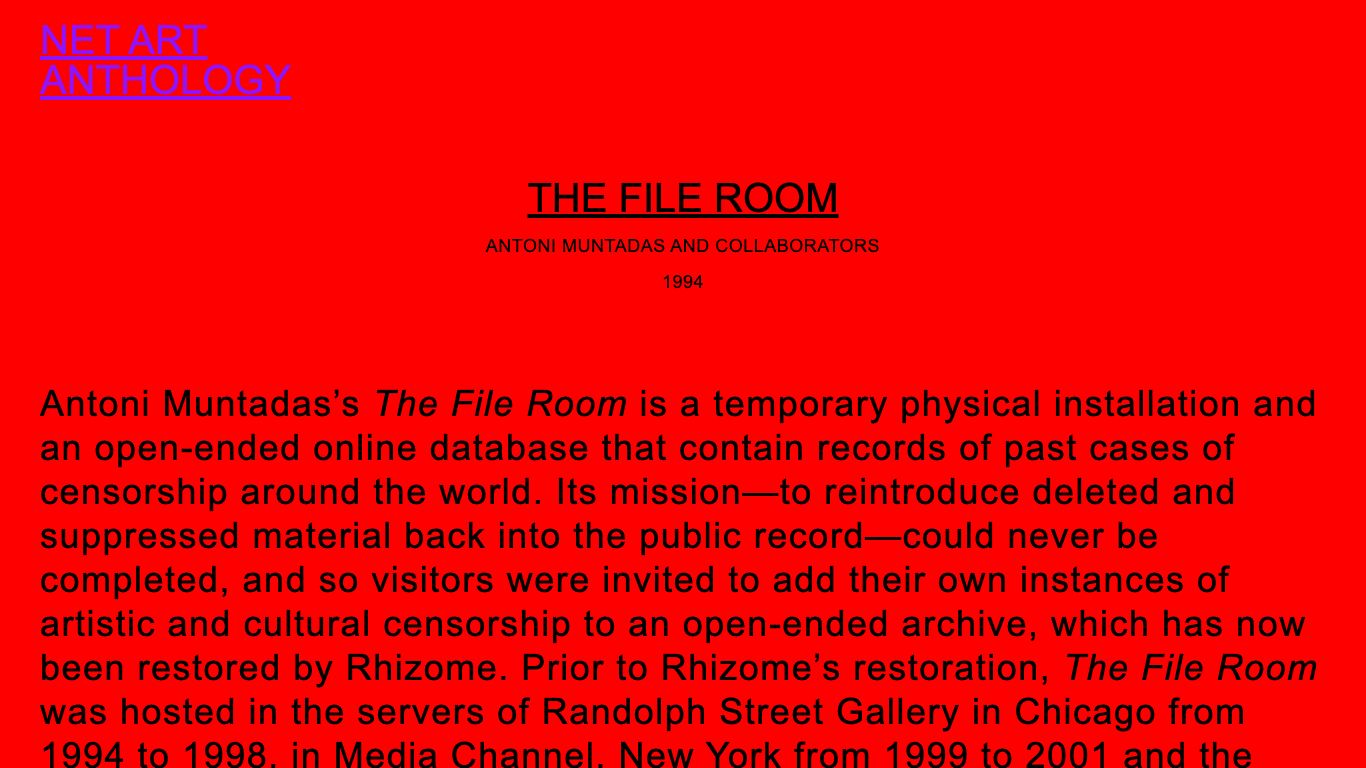 NET ART
ANTHOLOGY
THE FILE ROOM
ANTONI MUNTADAS AND COLLABORATORS
1994
Antoni Muntadas’s The File Room is a temporary physical installation and
an open-ended online database that contain records of past cases of
censorship around the world. Its mission—to reintroduce deleted and
suppressed material back into the public record—could never be
completed, and so visitors were invited to add their own instances of
artistic and cultural censorship to an open-ended archive, which has now
been restored by Rhizome. Prior to Rhizome’s restoration, The File Room
was hosted in the servers of Randolph Street Gallery in Chicago from
1994 to 1998, in Media Channel, New York from 1999 to 2001 and the